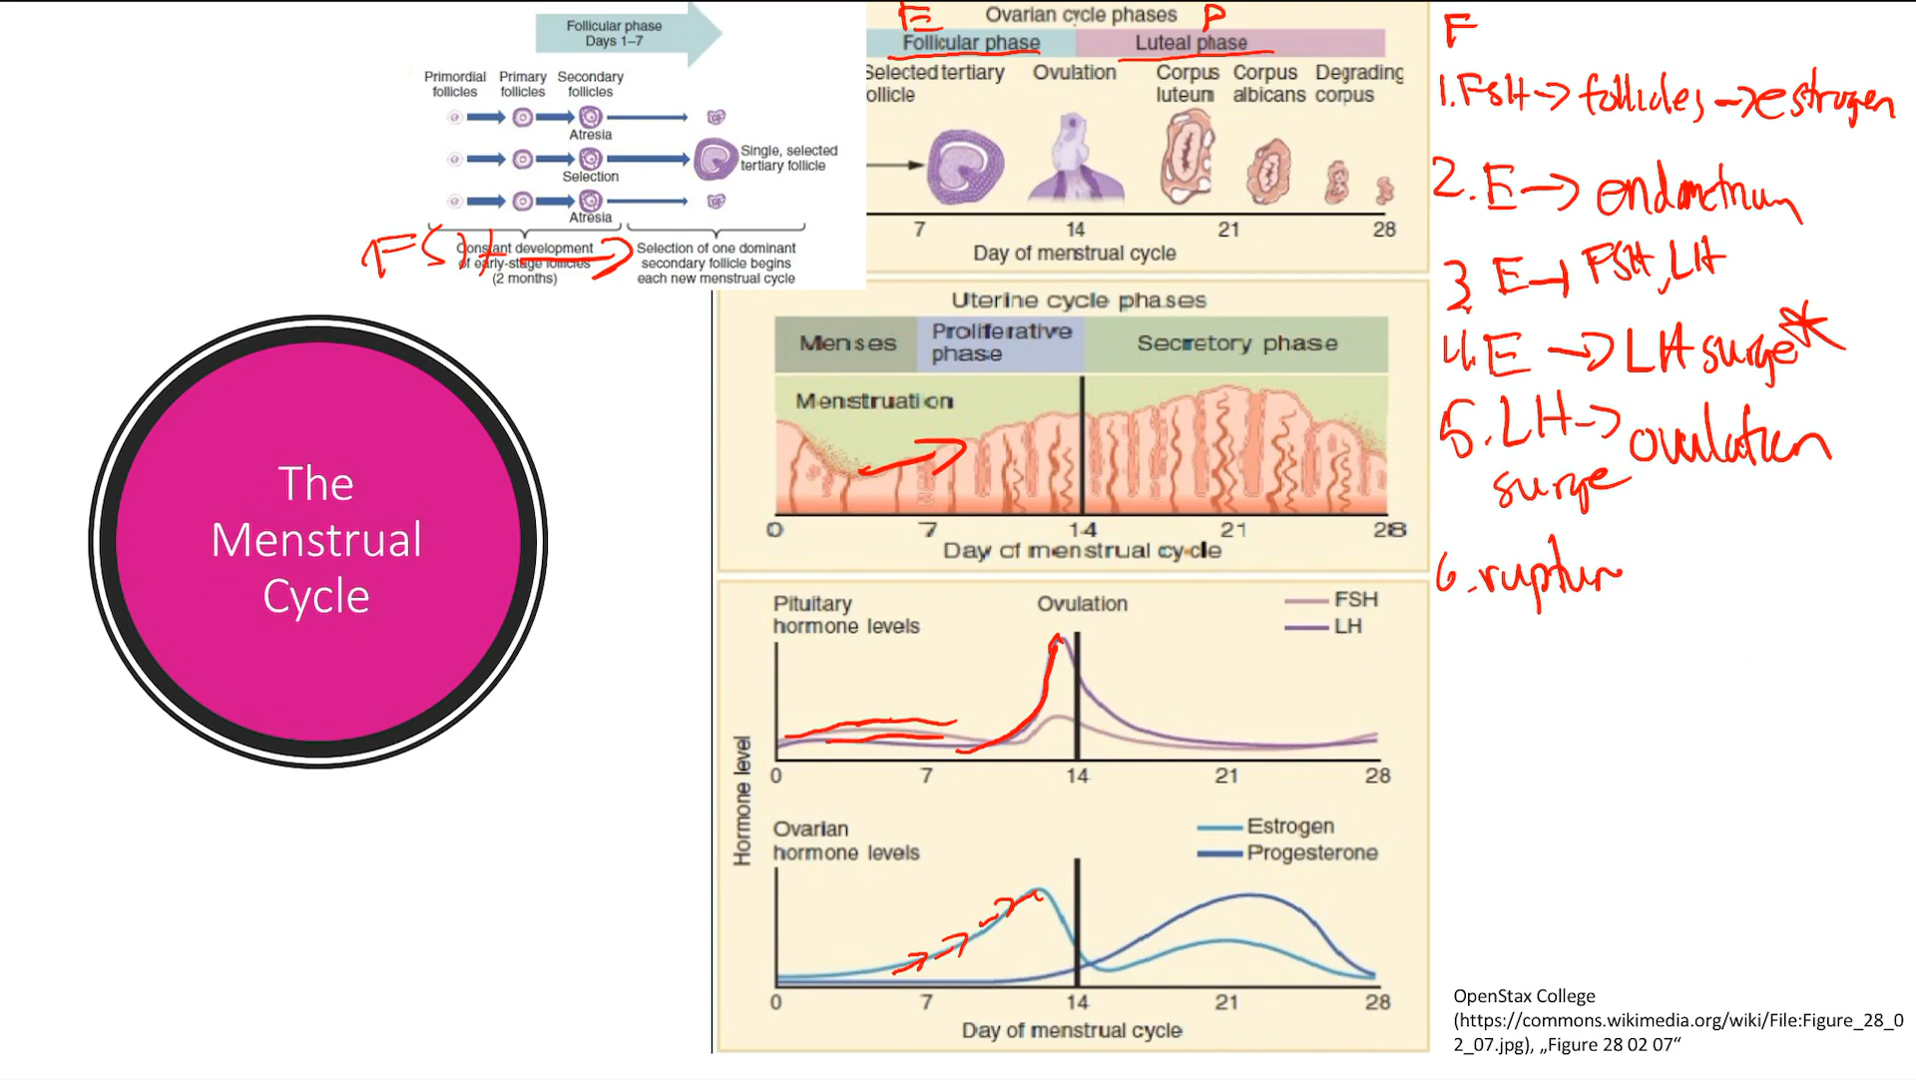 Follicular phase
Days 1–7
Primordial
follicles
Primary
follicles
Secondary
follicles
Atresia
Selection
Atresia
Single, selected
tertiary follicle
Constant development
of early-stage follicles
(2 months)
Selection of one dominant
secondary follicle begins
each new menstrual cycle
FSH
The
Menstrual
Cycle
E
P
Ovarian cycle phases
Follicular phase
Luteal phase
Selected tertiary
ollicle
Ovulation
Corpus
luteum
Corpus
albicans
Degrading
corpus
7 14 21 28
Day of menstrual cycle
Uterine cycle phases
Menses
Proliferative
phase
Secretory phase
Menstruation
0 7 14 21 28
Day of menstrual cycle
Pituitary
hormone levels
Ovulation
FSH
LH
0 7 14 21 28
Hormone level
Ovarian
hormone levels
Estrogen
Progesterone
0 7 14 21 28
Day of menstrual cycle
F
1. FSH → follicles → estrogen
2. E → endometrium
3. E ⊣ FSH, LH
4. E → LH surge *
5. LH → ovulation
surge
6. ruptur
OpenStax College
(https://commons.wikimedia.org/wiki/File:Figure_28_0
2_07.jpg), „Figure 28 02 07“